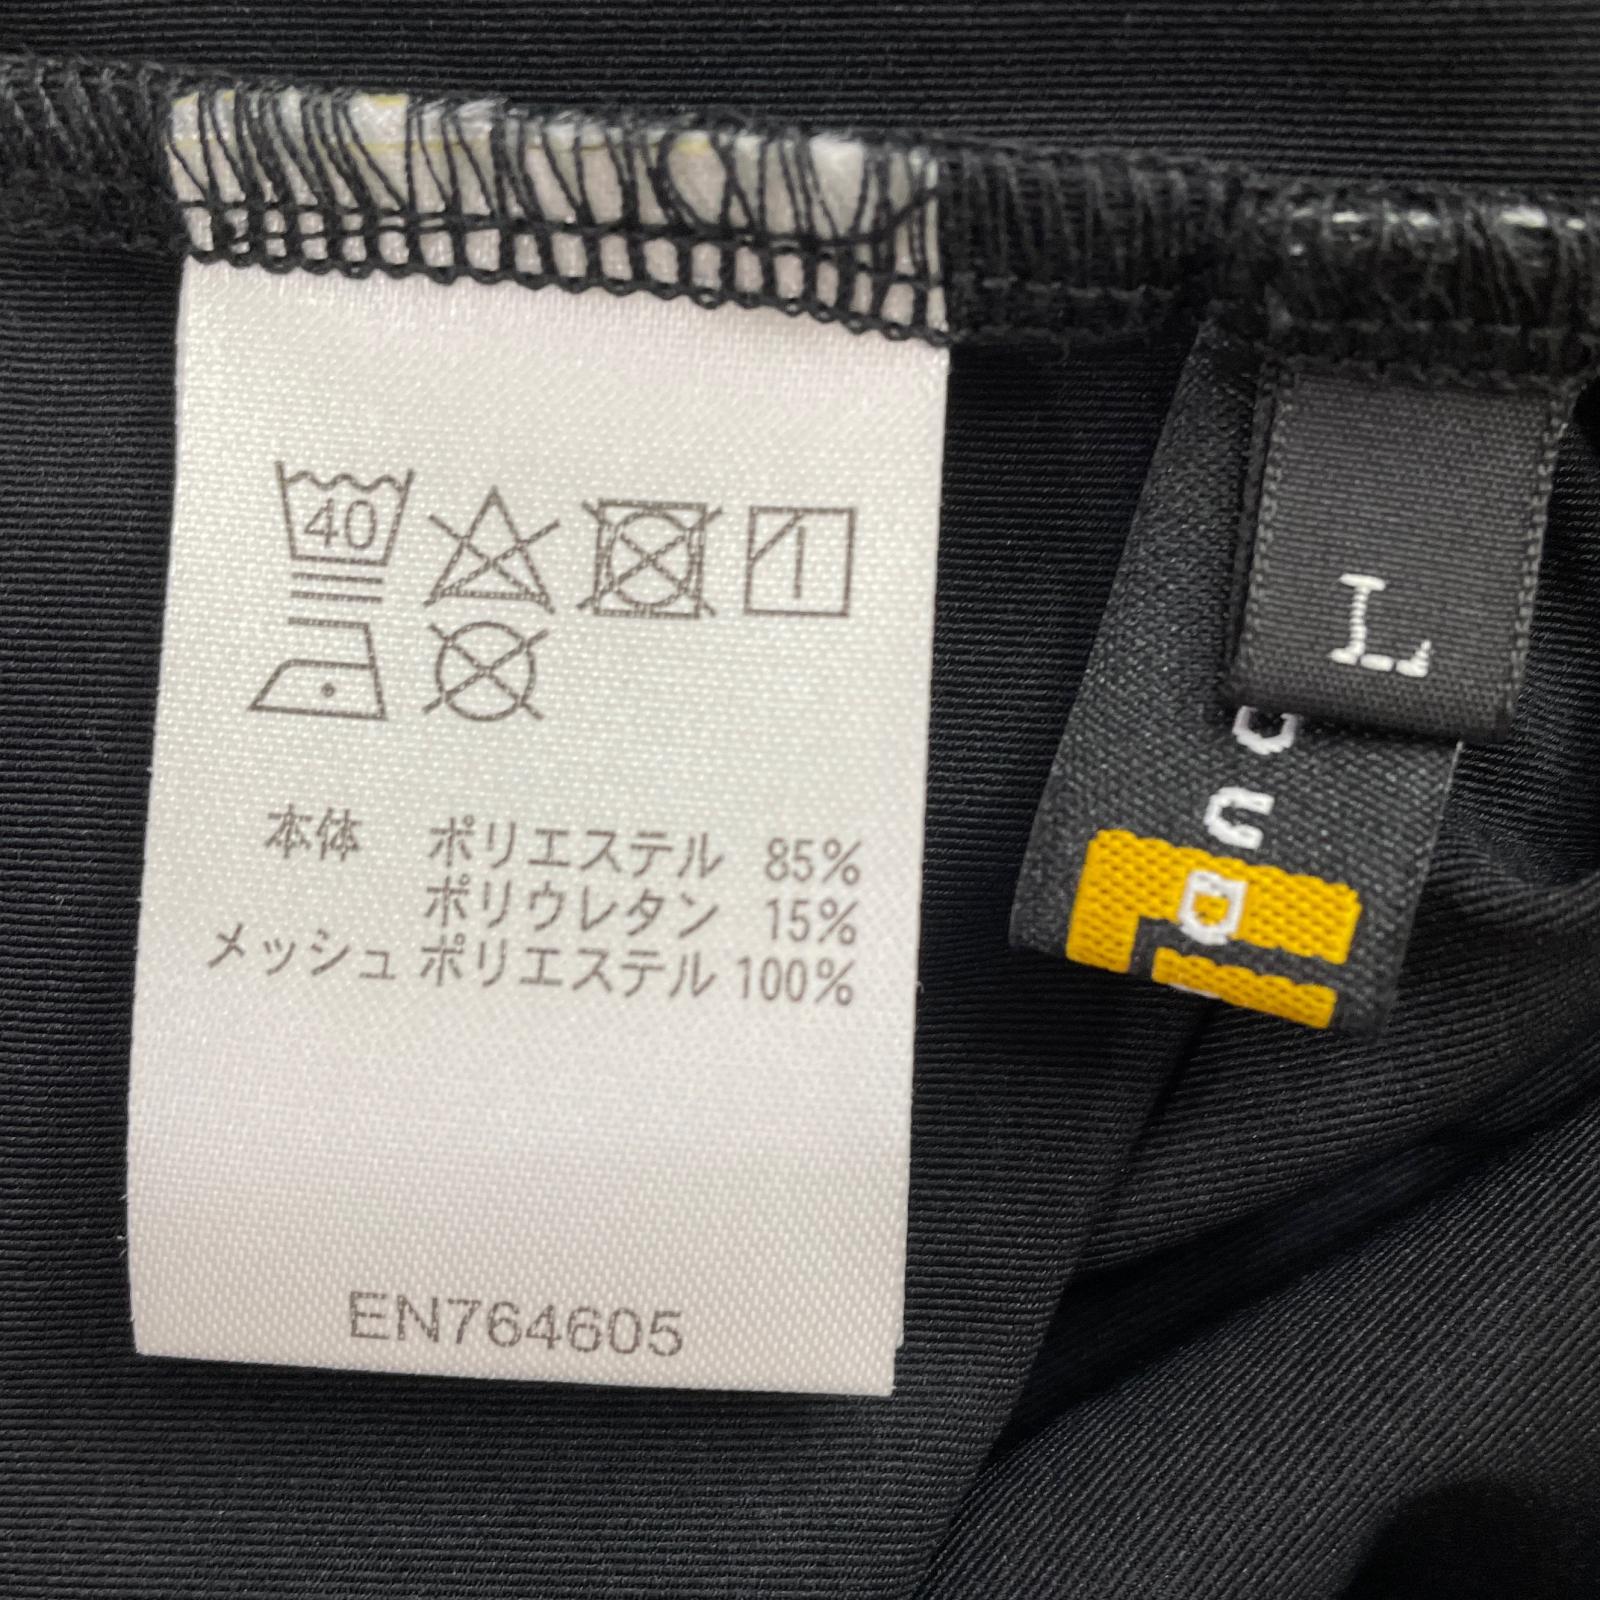 40
本体 ポリエステル 85%
ポリウレタン 15%
メッシュ ポリエステル 100%
EN764605
L